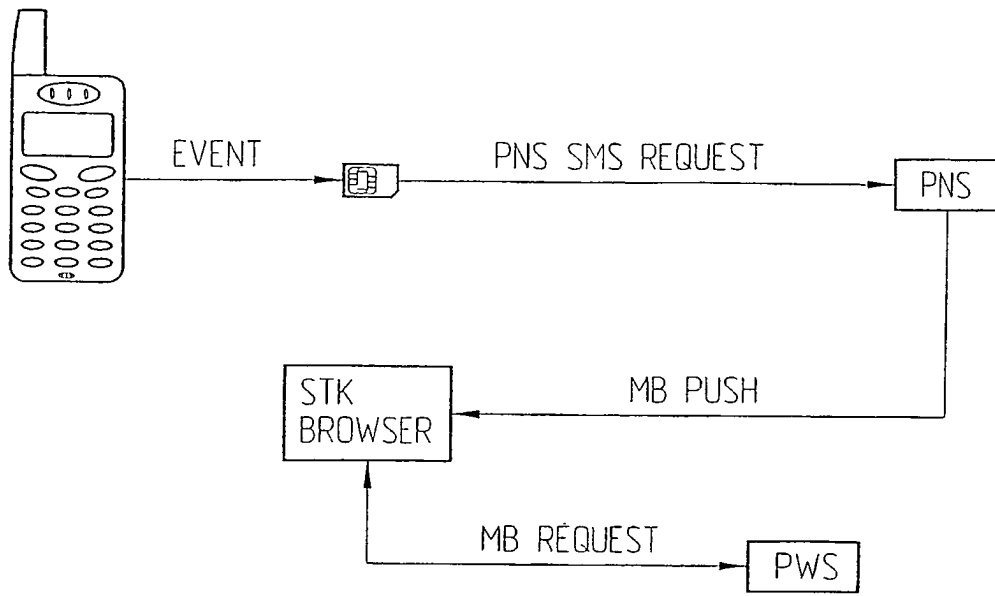 EVENT
PNS SMS REQUEST
PNS
STK
BROWSER
MB PUSH
MB REQUEST
PWS